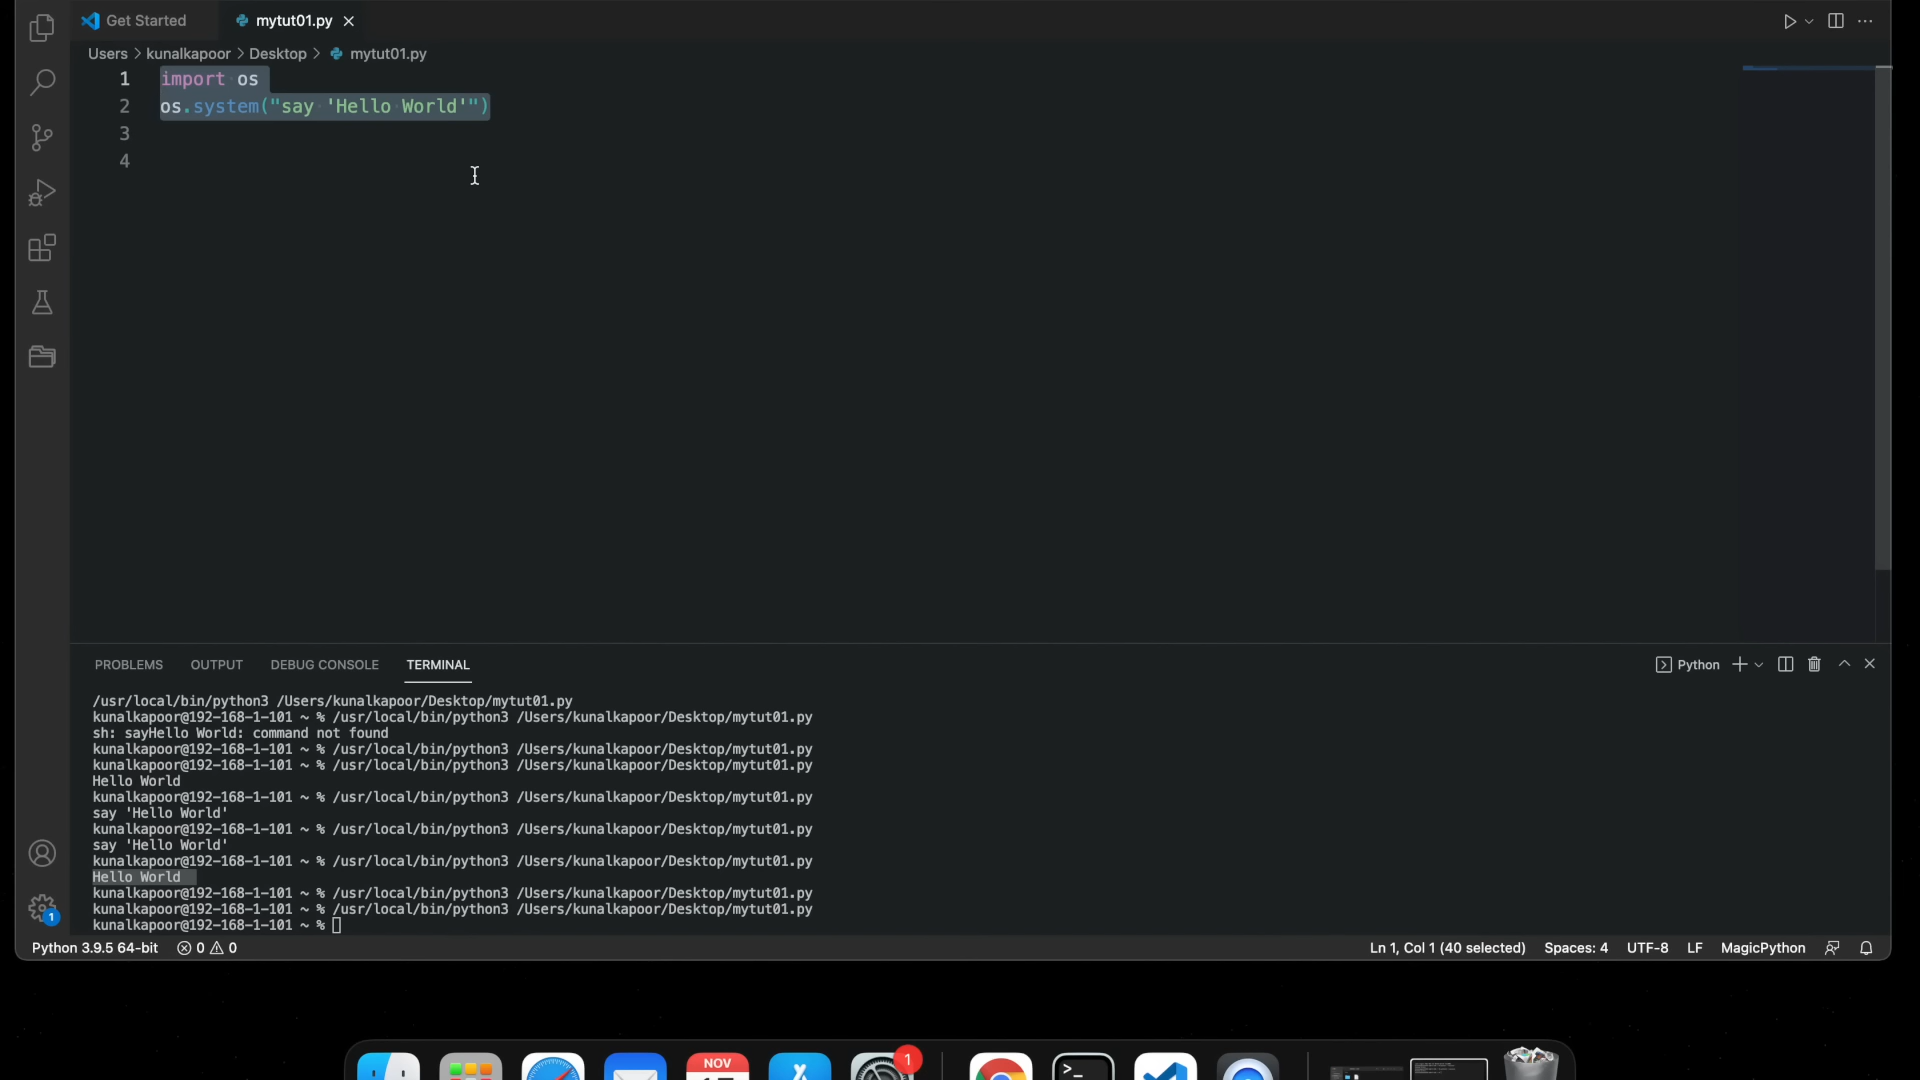 Get Started
mytut01.py
Users > kunalkapoor > Desktop > mytut01.py
1 import os
2 os.system("say 'Hello World'")
3
4
PROBLEMS OUTPUT DEBUG CONSOLE TERMINAL
Python
/usr/local/bin/python3 /Users/kunalkapoor/Desktop/mytut01.py
kunalkapoor@192-168-1-101 ~ % /usr/local/bin/python3 /Users/kunalkapoor/Desktop/mytut01.py
sh: sayHello World: command not found
kunalkapoor@192-168-1-101 ~ % /usr/local/bin/python3 /Users/kunalkapoor/Desktop/mytut01.py
kunalkapoor@192-168-1-101 ~ % /usr/local/bin/python3 /Users/kunalkapoor/Desktop/mytut01.py
Hello World
kunalkapoor@192-168-1-101 ~ % /usr/local/bin/python3 /Users/kunalkapoor/Desktop/mytut01.py
say 'Hello World'
kunalkapoor@192-168-1-101 ~ % /usr/local/bin/python3 /Users/kunalkapoor/Desktop/mytut01.py
say 'Hello World'
kunalkapoor@192-168-1-101 ~ % /usr/local/bin/python3 /Users/kunalkapoor/Desktop/mytut01.py
Hello World
kunalkapoor@192-168-1-101 ~ % /usr/local/bin/python3 /Users/kunalkapoor/Desktop/mytut01.py
kunalkapoor@192-168-1-101 ~ % /usr/local/bin/python3 /Users/kunalkapoor/Desktop/mytut01.py
kunalkapoor@192-168-1-101 ~ %
1
Python 3.9.5 64-bit 0 0 Ln 1, Col 1 (40 selected) Spaces: 4 UTF-8 LF MagicPython
NOV
1